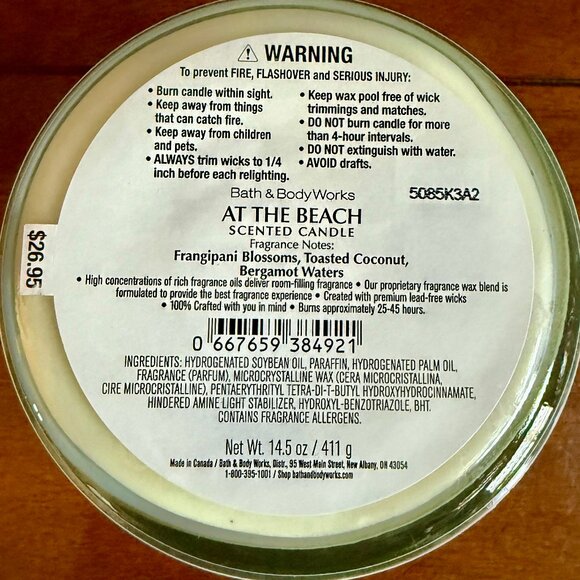 ⚠ WARNING
To prevent FIRE, FLASHOVER and SERIOUS INJURY:
• Burn candle within sight.
• Keep away from things
that can catch fire.
• Keep away from children
and pets.
• ALWAYS trim wicks to 1/4
inch before each relighting.
• Keep wax pool free of wick
trimmings and matches.
• DO NOT burn candle for more
than 4-hour intervals.
• DO NOT extinguish with water.
• AVOID drafts.
Bath & Body Works
5085K3A2
AT THE BEACH
SCENTED CANDLE
Fragrance Notes:
Frangipani Blossoms, Toasted Coconut,
Bergamot Waters
• High concentrations of rich fragrance oils deliver room-filling fragrance • Our proprietary fragrance wax blend is
formulated to provide the best fragrance experience • Created with premium lead-free wicks
• 100% Crafted with you in mind • Burns approximately 25-45 hours.
$26.95
0 667659 384921
INGREDIENTS: HYDROGENATED SOYBEAN OIL, PARAFFIN, HYDROGENATED PALM OIL,
FRAGRANCE (PARFUM), MICROCRYSTALLINE WAX (CERA MICROCRISTALLINA,
CIRE MICROCRISTALLINE), PENTAERYTHRITYL TETRA-DI-T-BUTYL HYDROXYHYDROCINNAMATE,
HINDERED AMINE LIGHT STABILIZER, HYDROXYL-BENZOTRIAZOLE, BHT.
CONTAINS FRAGRANCE ALLERGENS.
Net Wt. 14.5 oz / 411 g
Made in Canada / Bath & Body Works, Distr., 95 West Main Street, New Albany, OH 43054
1-800-395-1001 / Shop bathandbodyworks.com